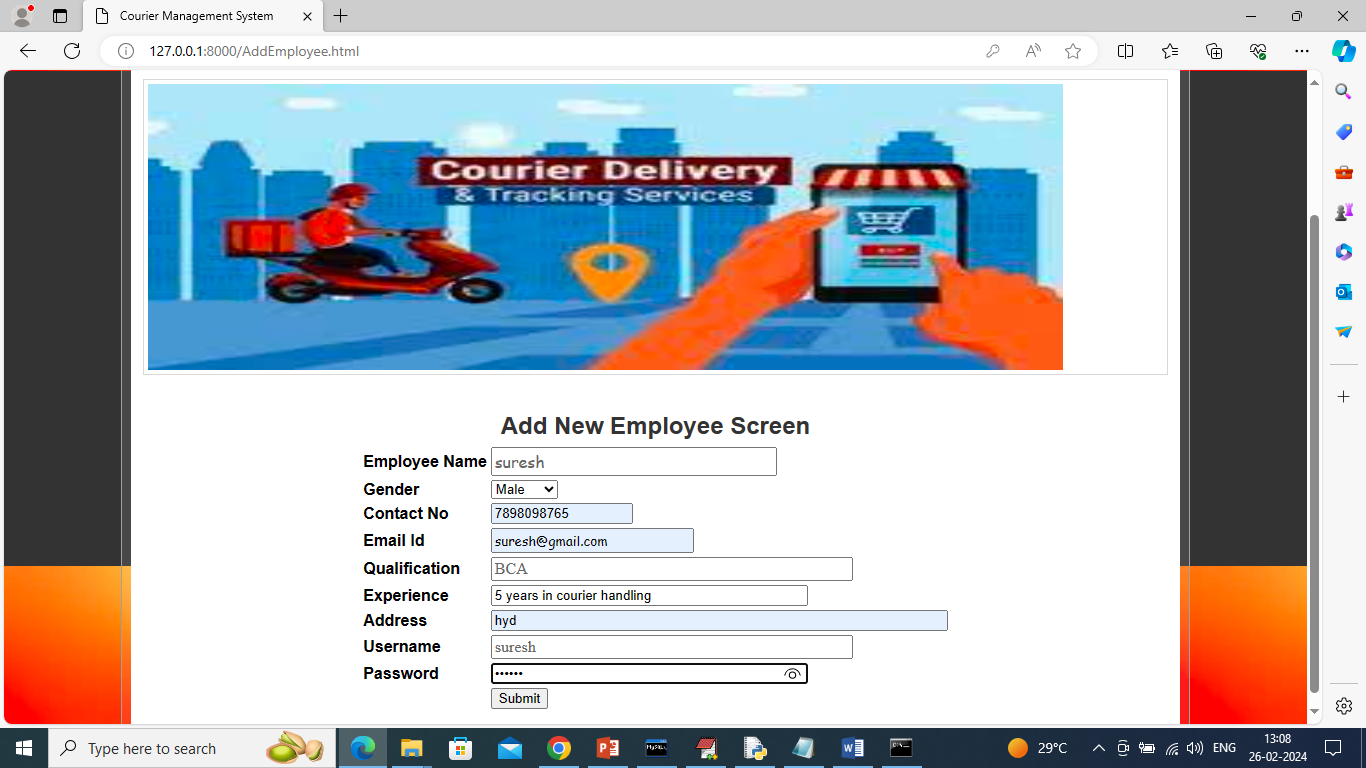 Courier Management System
127.0.0.1:8000/AddEmployee.html
Courier Delivery
& Tracking Services
Add New Employee Screen
Employee Name suresh
Gender Male
Contact No 7898098765
Email Id suresh@gmail.com
Qualification BCA
Experience 5 years in courier handling
Address hyd
Username suresh
Password ••••••
Submit
Type here to search
29°C
ENG
13:08
26-02-2024